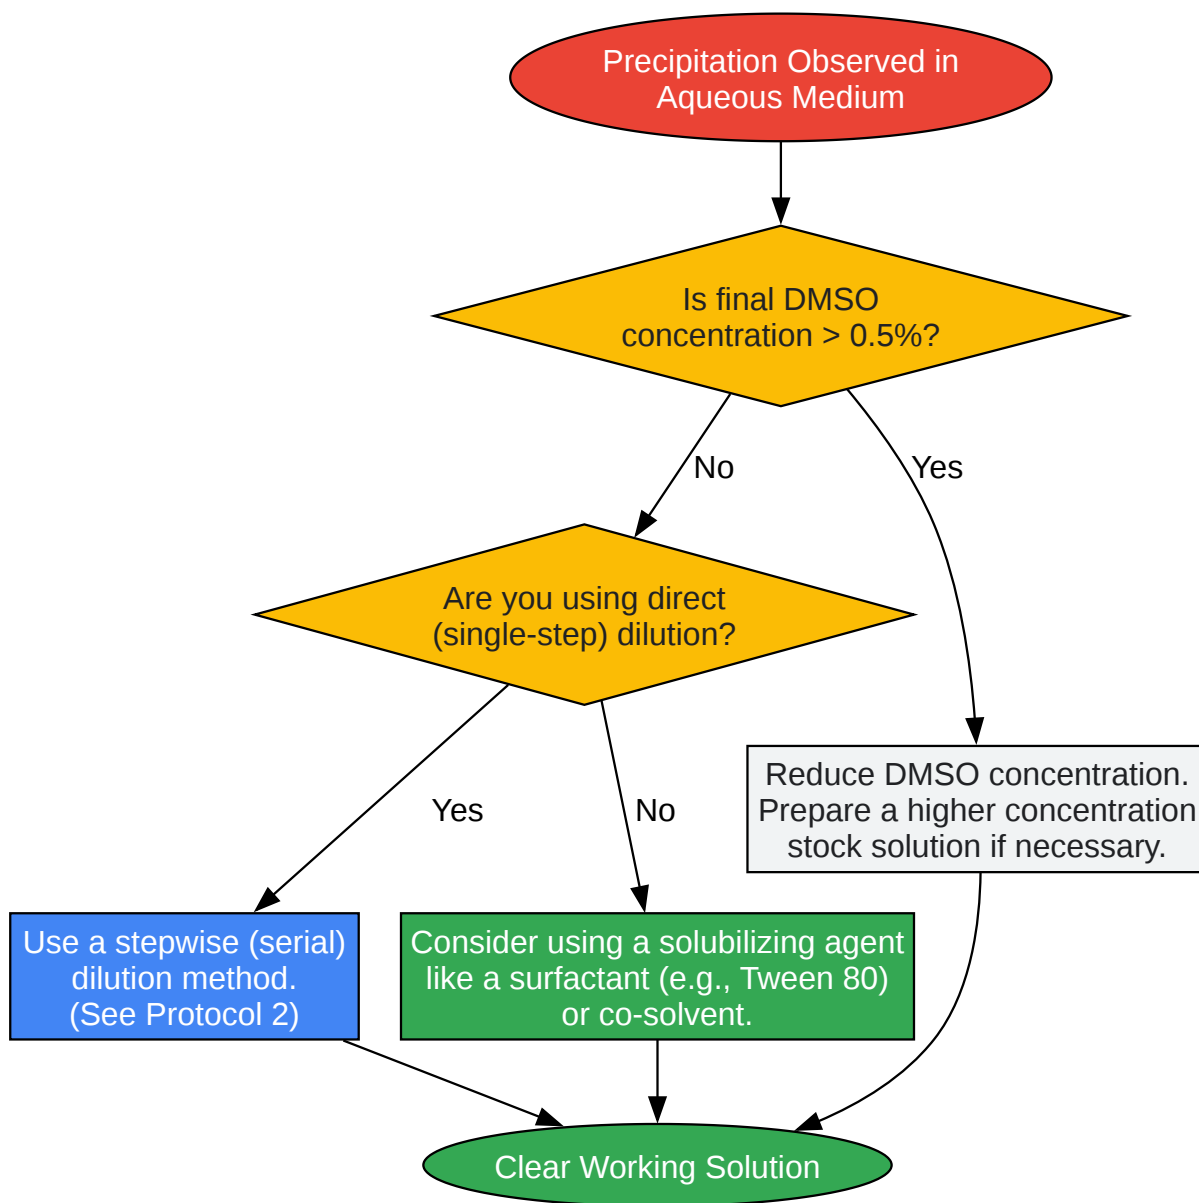 Precipitation Observed in
Aqueous Medium
Is final DMSO
concentration > 0.5%?
No
Yes
Are you using direct
(single-step) dilution?
Yes
No
Reduce DMSO concentration.
Prepare a higher concentration
stock solution if necessary.
Use a stepwise (serial)
dilution method.
(See Protocol 2)
Consider using a solubilizing agent
like a surfactant (e.g., Tween 80)
or co-solvent.
Clear Working Solution